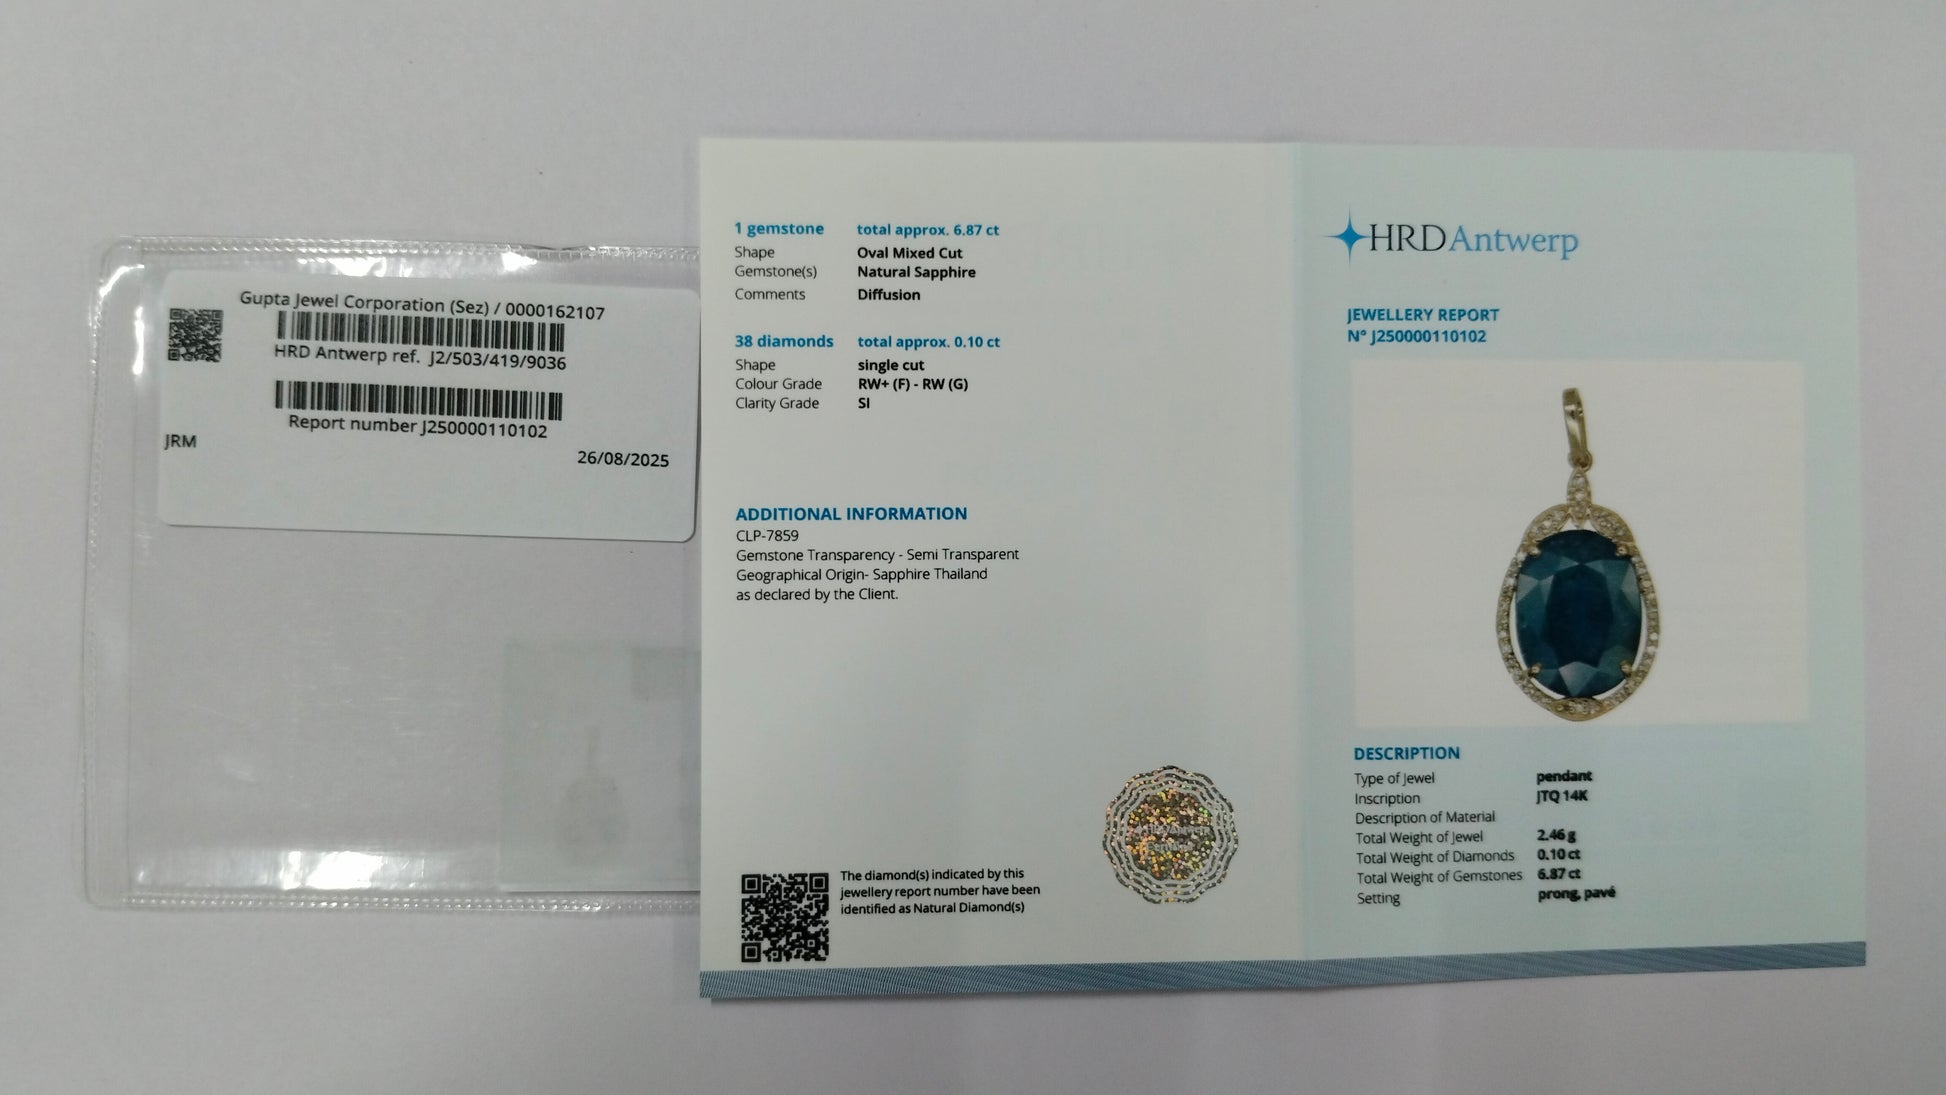 Gupta Jewel Corporation (Sez) / 0000162107
HRD Antwerp ref. J2/503/419/9036
Report number J250000110102
JRM
26/08/2025
1 gemstone total approx. 6.87 ct
Shape Oval Mixed Cut
Gemstone(s) Natural Sapphire
Comments Diffusion
38 diamonds total approx. 0.10 ct
Shape single cut
Colour Grade RW+ (F) - RW (G)
Clarity Grade SI
ADDITIONAL INFORMATION
CLP-7859
Gemstone Transparency - Semi Transparent
Geographical Origin- Sapphire Thailand
as declared by the Client.
The diamond(s) indicated by this
jewellery report number have been
identified as Natural Diamond(s)
HRD Antwerp
JEWELLERY REPORT
N° J250000110102
DESCRIPTION
Type of Jewel pendant
Inscription JTQ 14K
Description of Material
Total Weight of Jewel 2.46 g
Total Weight of Diamonds 0.10 ct
Total Weight of Gemstones 6.87 ct
Setting prong, pavé